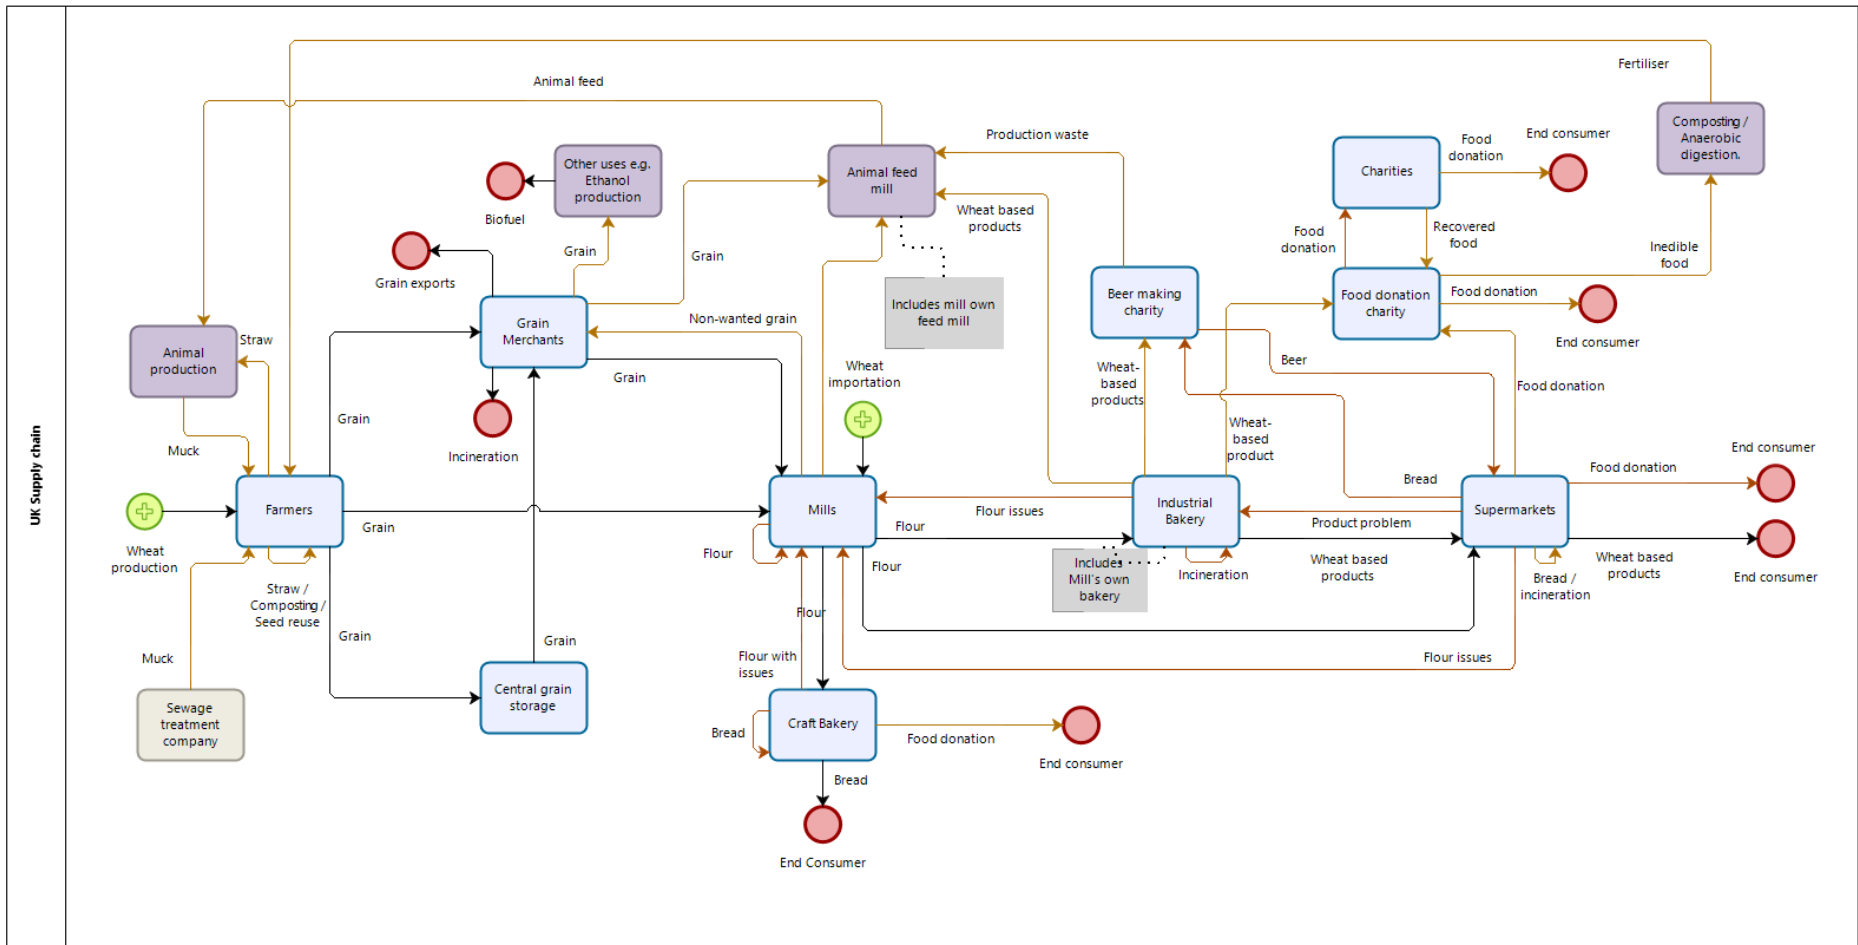 UK Supply chain
Fertiliser
Animal feed
Composting /
Anaerobic
digestion.
Production waste
Food
donation
End consumer
Other uses e.g.
Ethanol
production
Animal feed
mill
Charities
Biofuel
Wheat based
products
Food
donation
Recovered
food
Inedible
food
Grain
Grain
Grain exports
Includes mill own
feed mill
Beer making
charity
Food donation
charity
Food donation
End consumer
Grain
Merchants
Non-wanted grain
Straw
Animal
production
Grain
Wheat
importation
Wheat-
based
products
Beer
Food donation
Grain
Muck
Incineration
Wheat-
based
product
End consumer
Bread
Food donation
Farmers
Mills
Industrial
Bakery
Supermarkets
Grain
Flour
Flour issues
Product problem
Wheat
production
Flour
Flour
Includes
Mill's own
bakery
Incineration
Wheat based
products
Bread /
incineration
Wheat based
products
End consumer
Straw /
Composting /
Seed reuse
Flour
Grain
Grain
Muck
Flour with
issues
Flour issues
Sewage
treatment
company
Central grain
storage
Craft Bakery
Bread
Food donation
End consumer
Bread
End Consumer